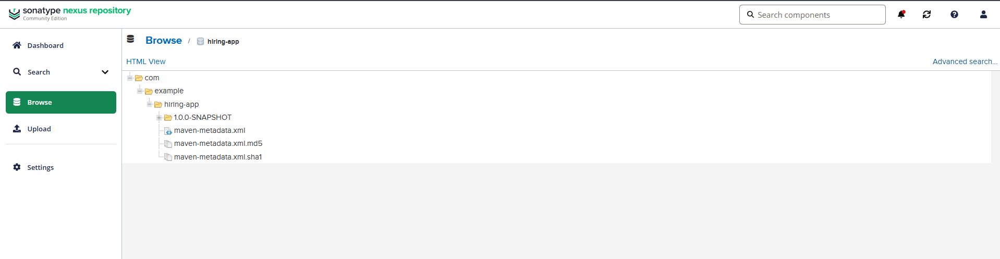 sonatype nexus repository
Community Edition
Search components
Dashboard
Search
Browse
Upload
Settings
Browse / hiring-app
HTML View
Advanced search...
com
example
hiring-app
1.0.0-SNAPSHOT
maven-metadata.xml
maven-metadata.xml.md5
maven-metadata.xml.sha1